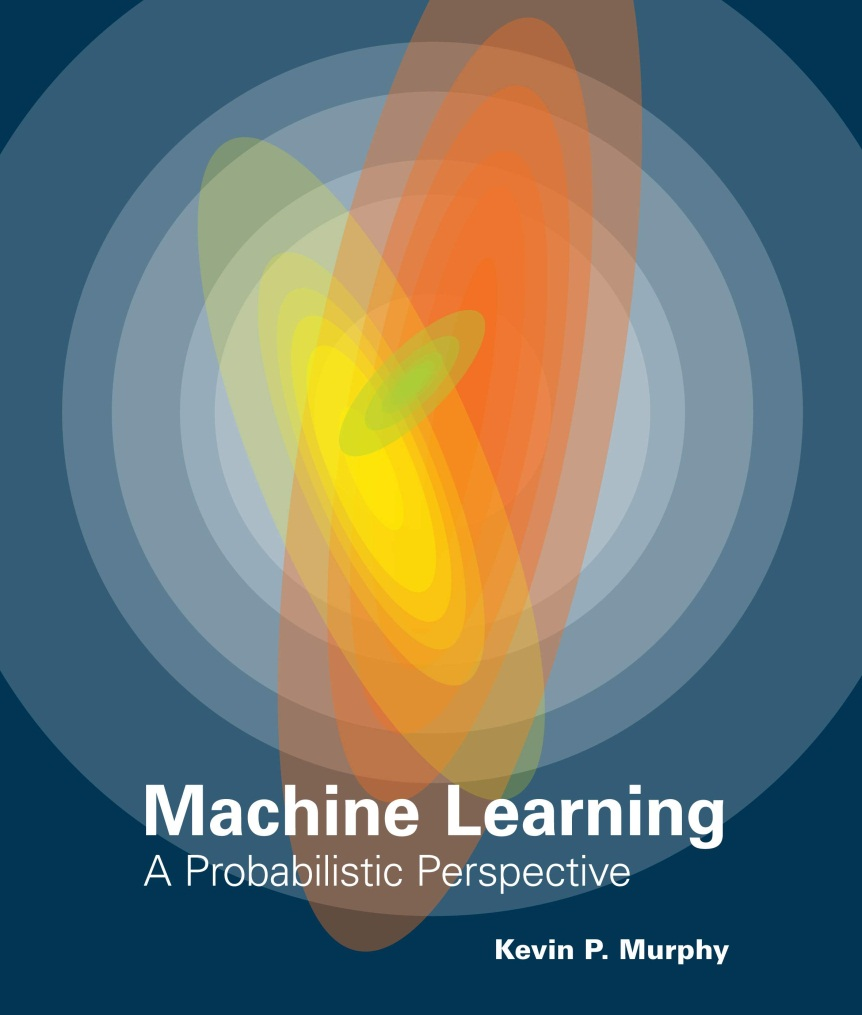 Machine Learning
A Probabilistic Perspective
Kevin P. Murphy